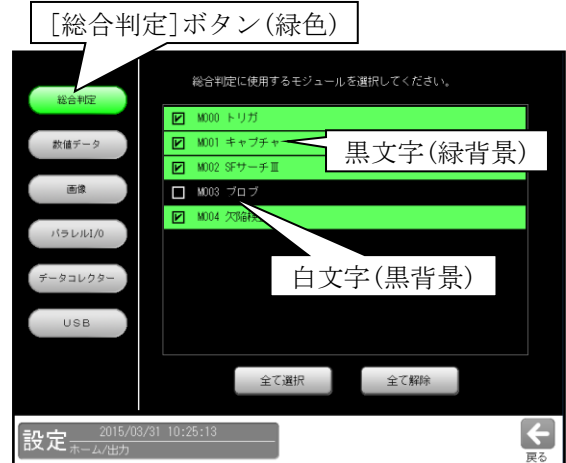 [総合判定]ボタン(緑色)
総合判定に使用するモジュールを選択してください。
総合判定
数値データ
画像
パラレルI/O
データコレクター
USB
M000 トリガ
M001 キャプチャー
M002 SFサーチⅢ
M003 ブロブ
M004 欠陥検
黒文字(緑背景)
白文字(黒背景)
全て選択
全て解除
設定
2015/03/31 10:25:13
ホーム/出力
戻る